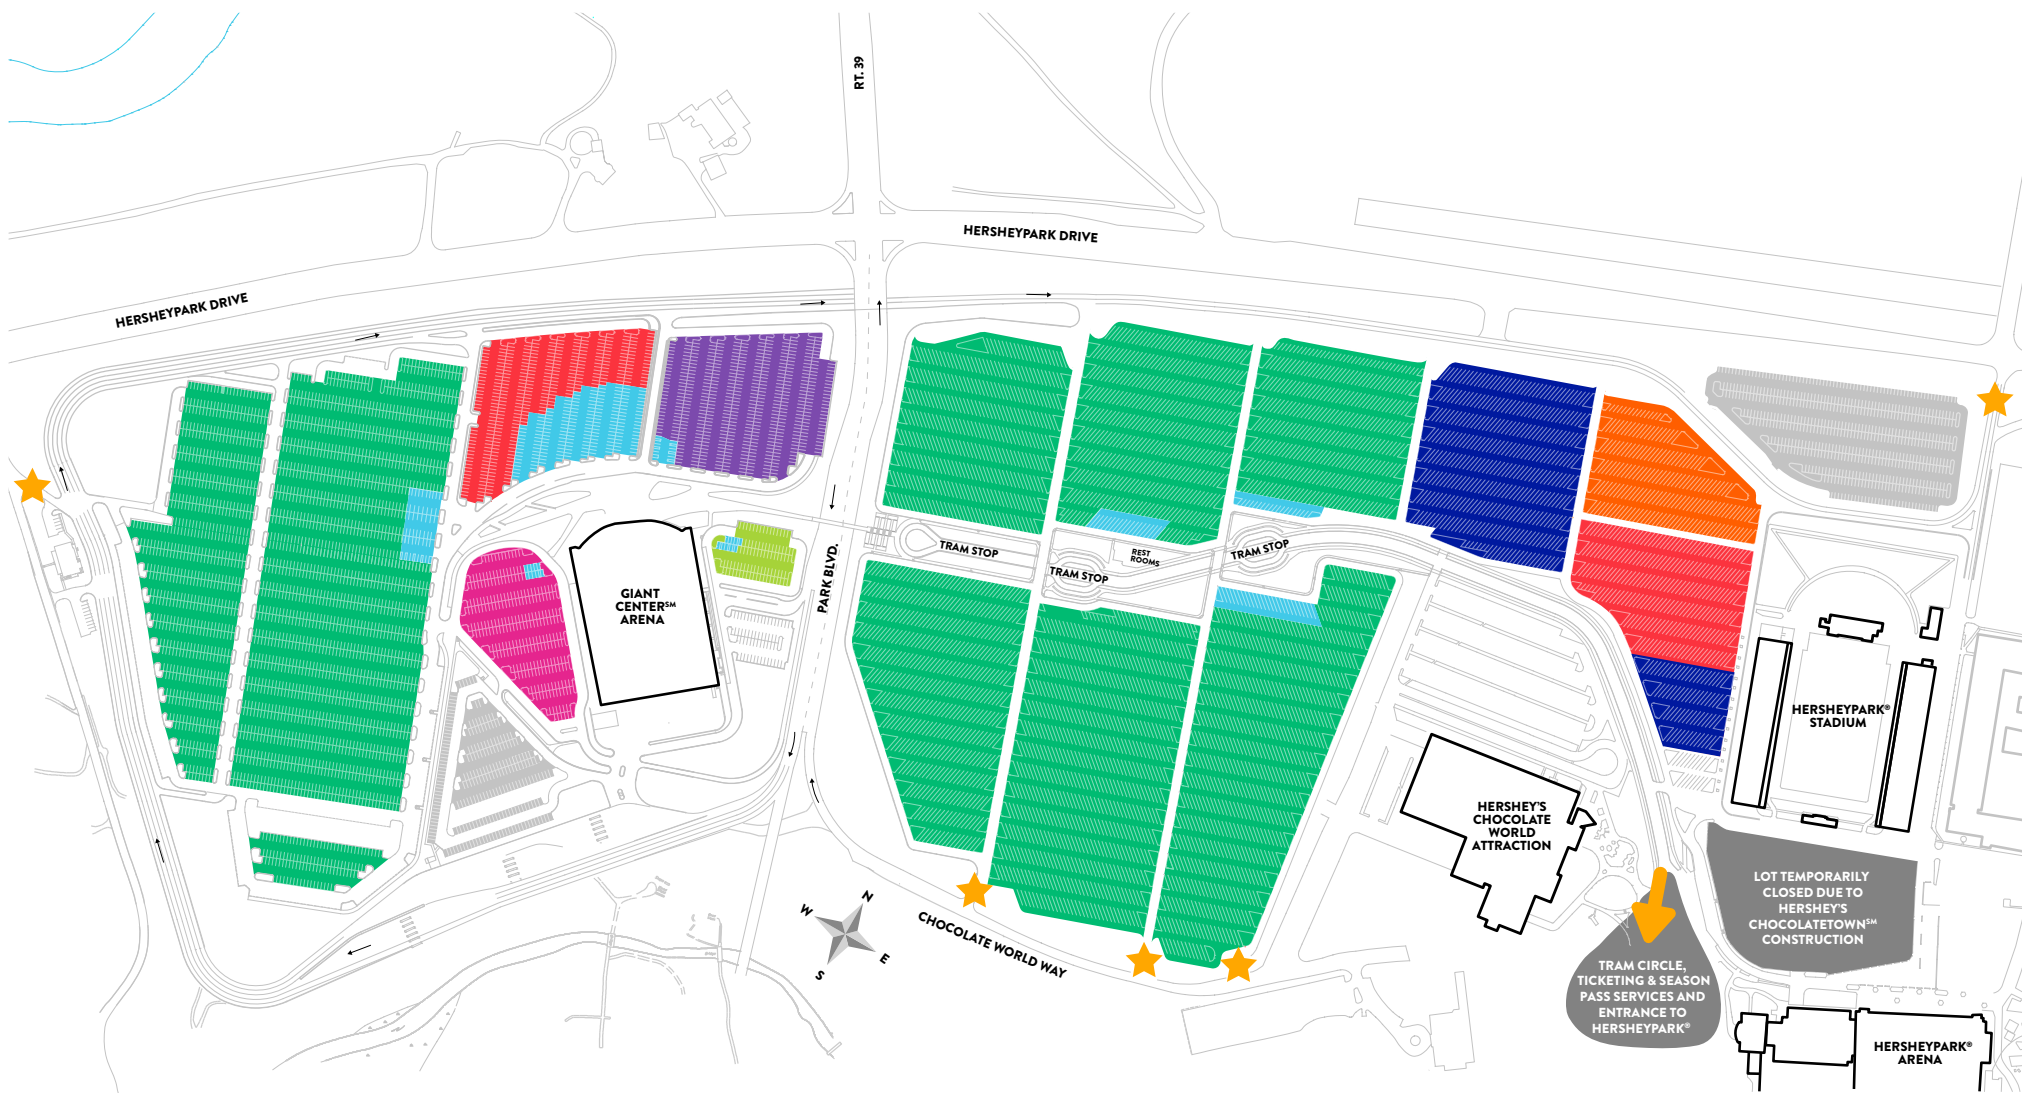 RT. 39
HERSHEYPARK DRIVE
HERSHEYPARK DRIVE
TRAM STOP
TRAM STOP
REST
ROOMS
TRAM STOP
PARK BLVD.
GIANT
CENTER℠
ARENA
HERSHEYPARK®
STADIUM
HERSHEY'S
CHOCOLATE
WORLD
ATTRACTION
LOT TEMPORARILY
CLOSED DUE TO
HERSHEY'S
CHOCOLATETOWN℠
CONSTRUCTION
N
W
E
S
CHOCOLATE WORLD WAY
TRAM CIRCLE,
TICKETING & SEASON
PASS SERVICES AND
ENTRANCE TO
HERSHEYPARK®
HERSHEYPARK®
ARENA